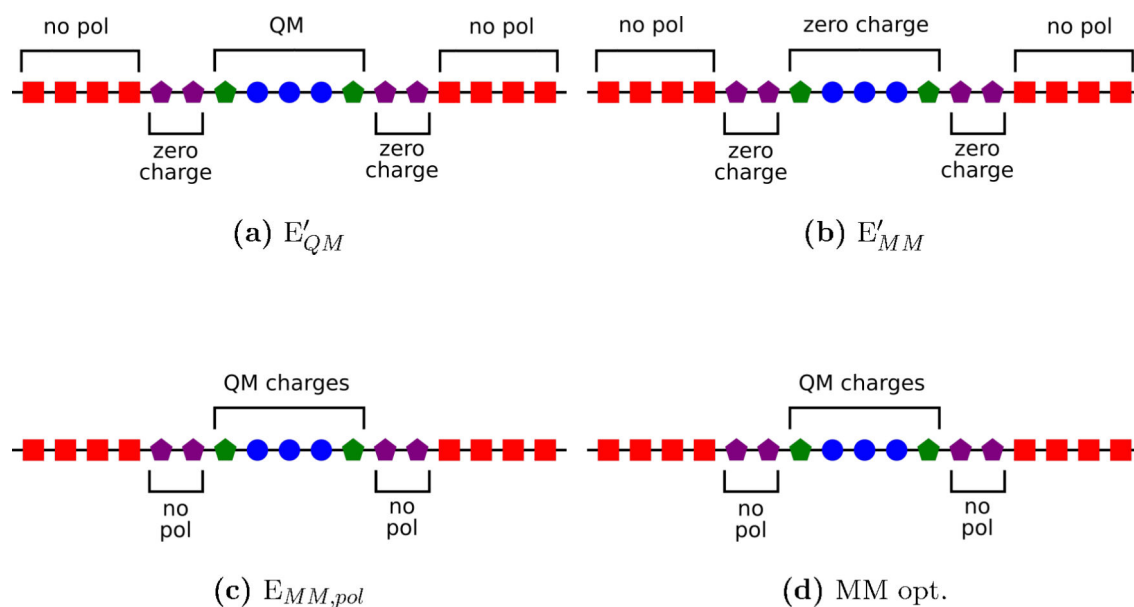 no pol
QM
no pol
zero
charge
zero
charge
(a) E′QM
no pol
zero charge
no pol
zero
charge
zero
charge
(b) E′MM
QM charges
no
pol
no
pol
(c) EMM,pol
QM charges
no
pol
no
pol
(d) MM opt.